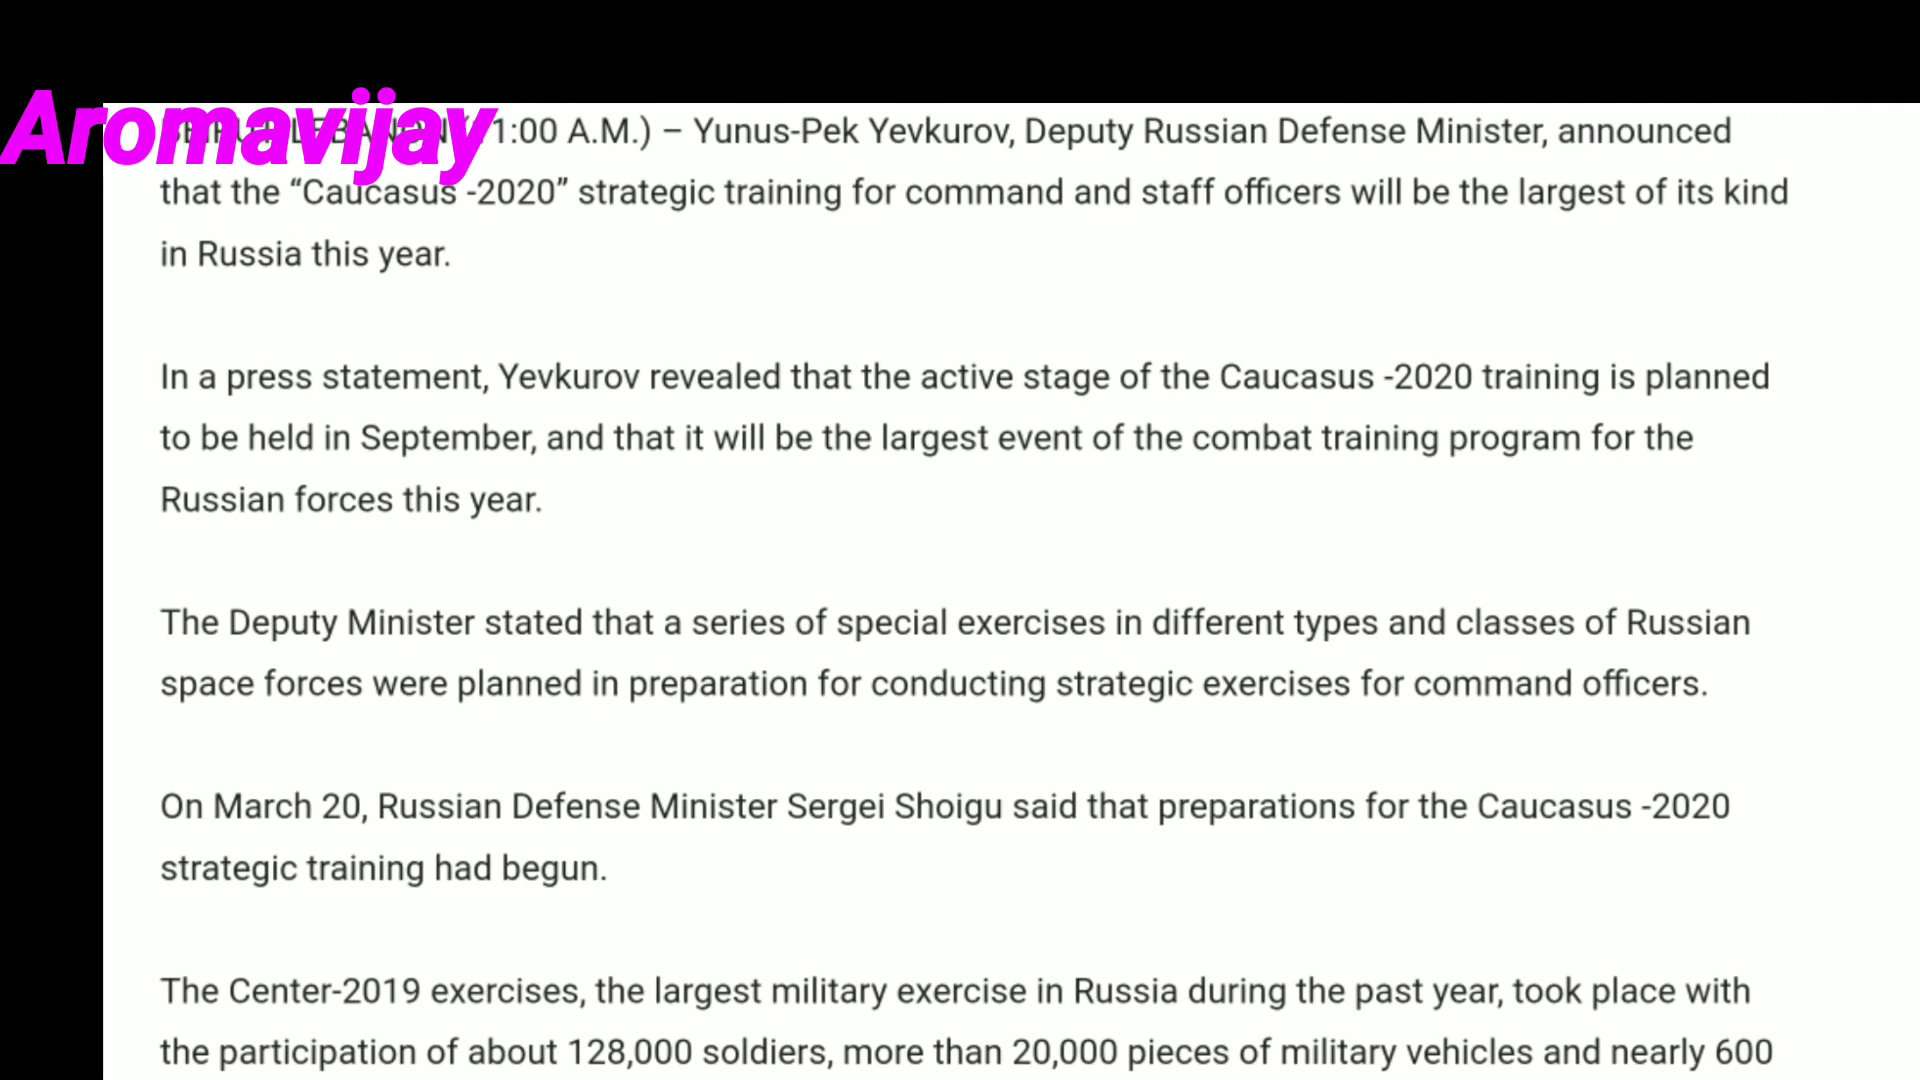 Aromavijay
1:00 A.M.) – Yunus-Pek Yevkurov, Deputy Russian Defense Minister, announced
that the “Caucasus -2020” strategic training for command and staff officers will be the largest of its kind
in Russia this year.
In a press statement, Yevkurov revealed that the active stage of the Caucasus -2020 training is planned
to be held in September, and that it will be the largest event of the combat training program for the
Russian forces this year.
The Deputy Minister stated that a series of special exercises in different types and classes of Russian
space forces were planned in preparation for conducting strategic exercises for command officers.
On March 20, Russian Defense Minister Sergei Shoigu said that preparations for the Caucasus -2020
strategic training had begun.
The Center-2019 exercises, the largest military exercise in Russia during the past year, took place with
the participation of about 128,000 soldiers, more than 20,000 pieces of military vehicles and nearly 600